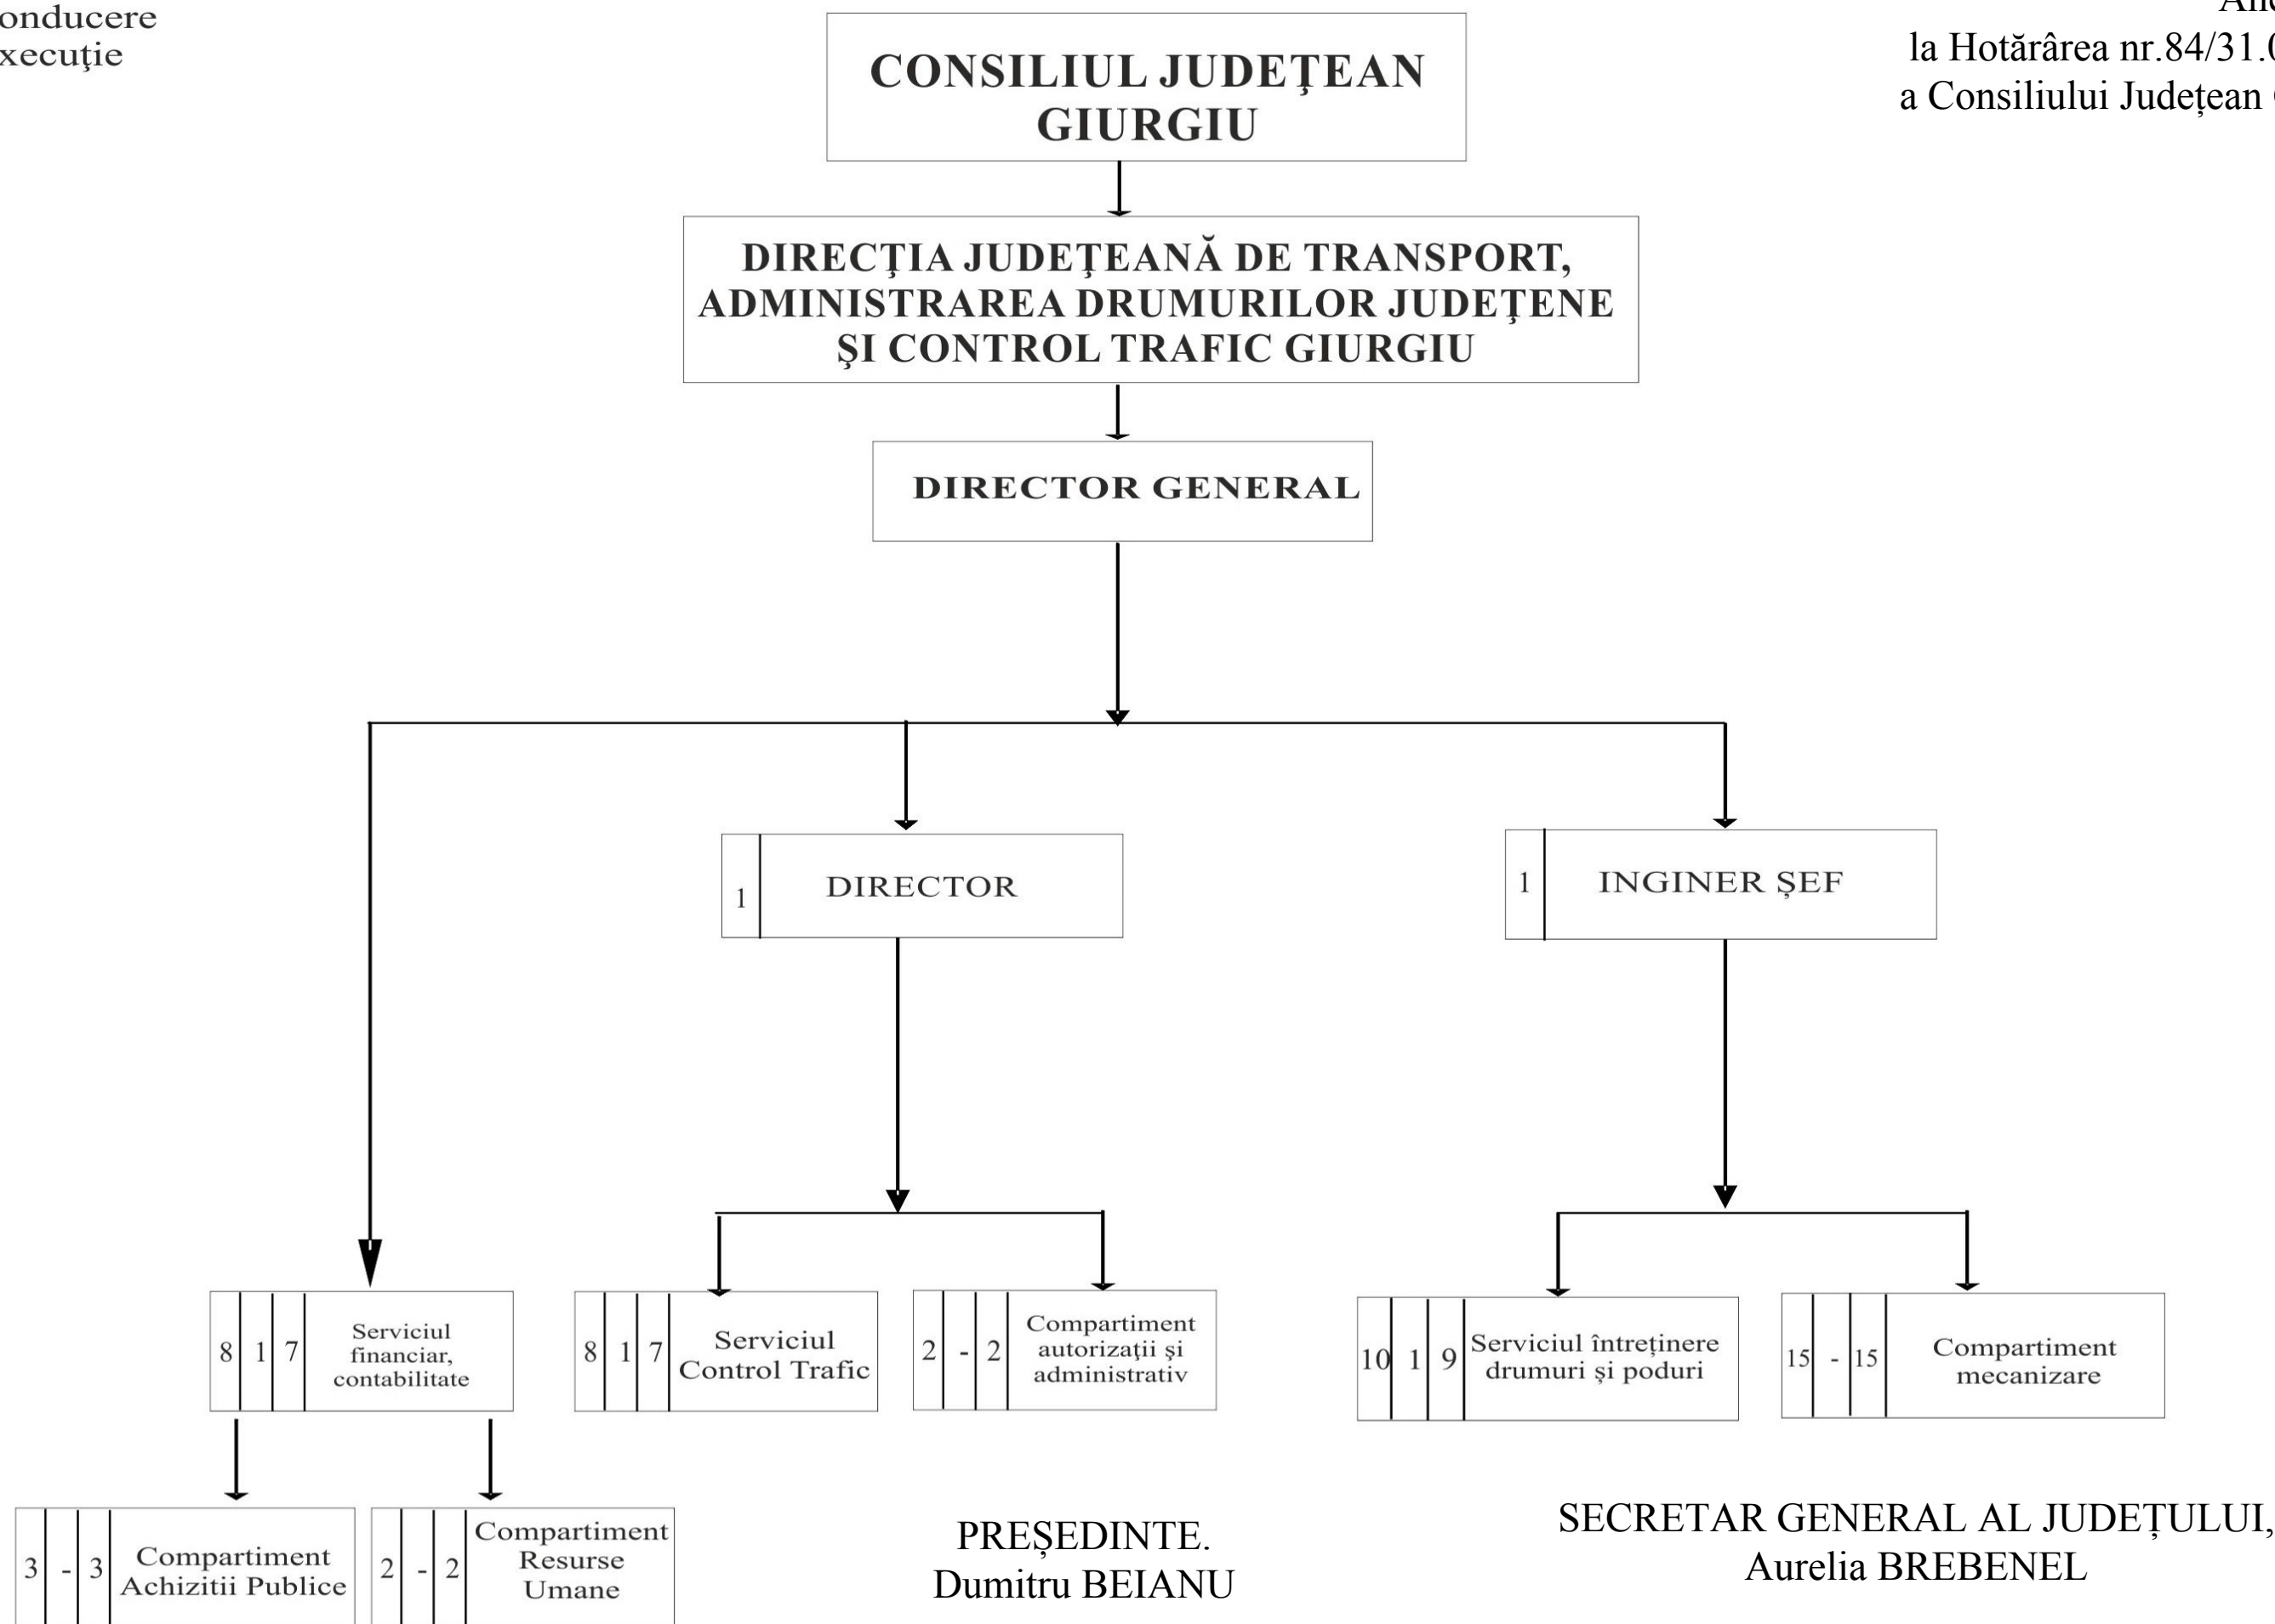 onducere
xecuţie
la Hotărârea nr.84/31.0
a Consiliului Județean
CONSILIUL JUDEŢEAN
GIURGIU
DIRECŢIA JUDEŢEANĂ DE TRANSPORT,
ADMINISTRAREA DRUMURILOR JUDEŢENE
ŞI CONTROL TRAFIC GIURGIU
DIRECTOR GENERAL
1 DIRECTOR
1 INGINER ȘEF
8 1 7 Serviciul
financiar,
contabilitate
8 1 7 Serviciul
Control Trafic
2 - 2 Compartiment
autorizaţii şi
administrativ
10 1 9 Serviciul întreținere
drumuri și poduri
15 - 15 Compartiment
mecanizare
3 - 3 Compartiment
Achizitii Publice
2 - 2 Compartiment
Resurse
Umane
PREȘEDINTE.
Dumitru BEIANU
SECRETAR GENERAL AL JUDEȚULUI,
Aurelia BREBENEL